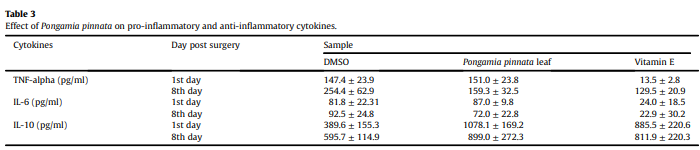 Table 3
Effect of Pongamia pinnata on pro-inflammatory and anti-inflammatory cytokines.
Cytokines Day post surgery Sample
DMSO Pongamia pinnata leaf Vitamin E
TNF-alpha (pg/ml) 1st day 147.4 ± 23.9 151.0 ± 23.8 13.5 ± 2.8
8th day 254.4 ± 62.9 159.3 ± 32.5 129.5 ± 20.9
IL-6 (pg/ml) 1st day 81.8 ± 22.31 87.0 ± 9.8 24.0 ± 18.5
8th day 92.5 ± 24.8 72.0 ± 22.8 22.9 ± 30.2
IL-10 (pg/ml) 1st day 389.6 ± 155.3 1078.1 ± 169.2 885.5 ± 220.6
8th day 595.7 ± 114.9 899.0 ± 272.3 811.9 ± 220.3